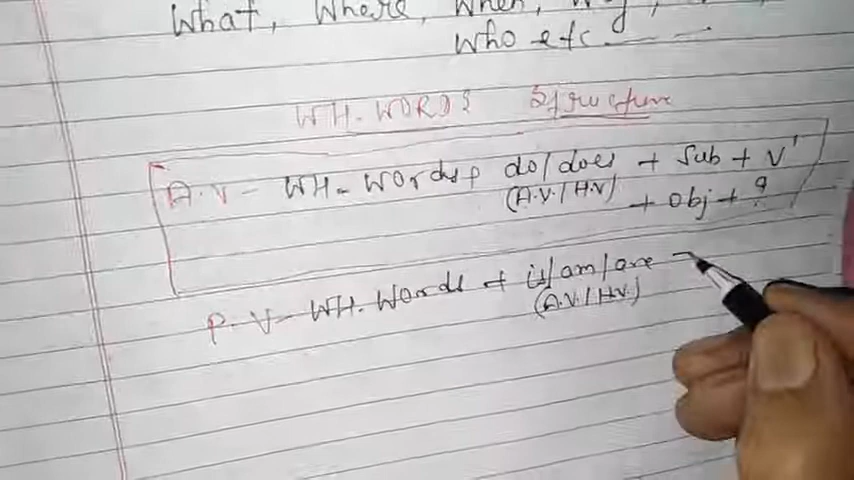 What, Where, When,
Who etc
WH. WORDS Structure
A.V - WH- Words + do/does + Sub + V1
(A.V./H.V) + obj + ?
P-V- WH. Words + is/am/are -
(A.V./H.V.)